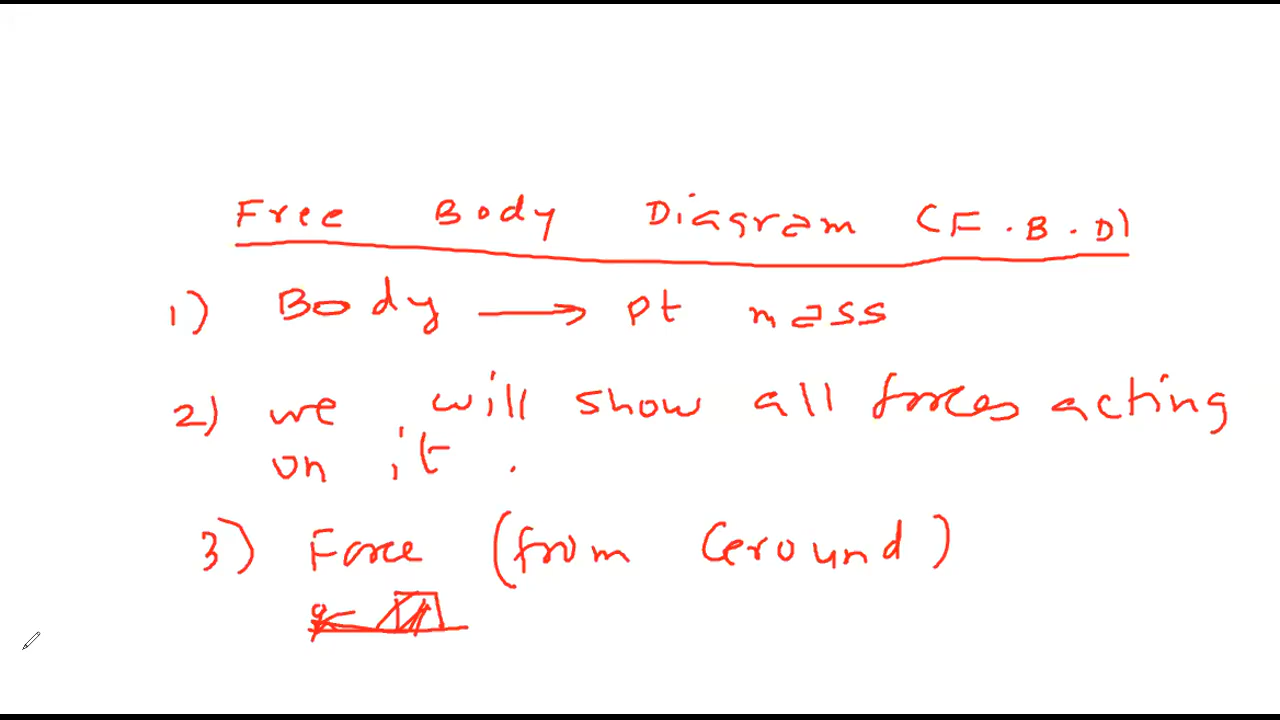 Free Body Diagram (F.B.D)
1) Body → pt mass
2) we will show all forces acting
on it .
3) Force (from Ground)